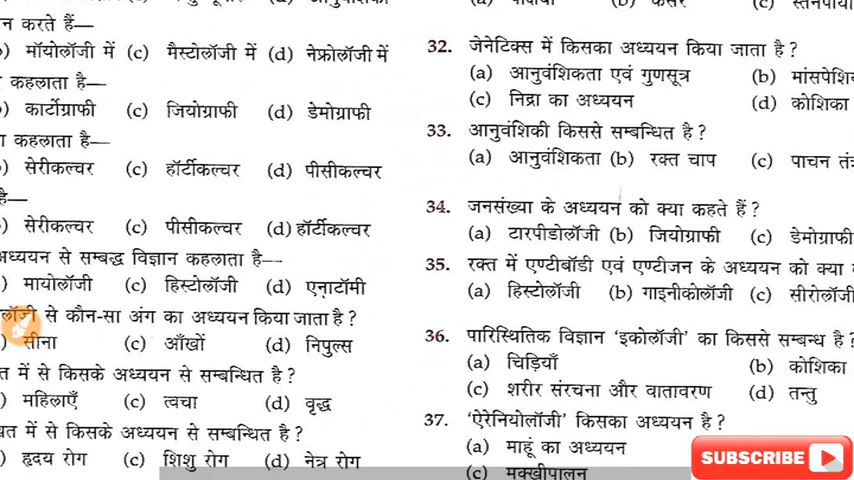 न करते हैं—
) मॉयोलॉजी में (c) मैस्टोलॉजी में (d) नेफ्रोलॉजी में
कहलाता है—
) कार्टोग्राफी (c) जियोग्राफी (d) डेमोग्राफी
ा कहलाता है—
) सेरीकल्चर (c) हॉर्टीकल्चर (d) पीसीकल्चर
है—
) सेरीकल्चर (c) पीसीकल्चर (d) हॉर्टीकल्चर
अध्ययन से सम्बद्ध विज्ञान कहलाता है—
) मायोलॉजी (c) हिस्टोलॉजी (d) एनाटॉमी
लॉजी से कौन-सा अंग का अध्ययन किया जाता है ?
) सीना (c) आँखों (d) निपुल्स
त में से किसके अध्ययन से सम्बन्धित है ?
) महिलाएँ (c) त्वचा (d) वृद्ध
खत में से किसके अध्ययन से सम्बन्धित है ?
) हृदय रोग (c) शिशु रोग (d) नेत्र रोग
32. जेनेटिक्स में किसका अध्ययन किया जाता है ?
(a) आनुवंशिकता एवं गुणसूत्र (b) मांसपेशि
(c) निद्रा का अध्ययन (d) कोशिका
33. आनुवंशिकी किससे सम्बन्धित है ?
(a) आनुवंशिकता (b) रक्त चाप (c) पाचन तंत्र
34. जनसंख्या के अध्ययन को क्या कहते हैं ?
(a) टारपीडोलॉजी (b) जियोग्राफी (c) डेमोग्राफी
35. रक्त में एण्टीबॉडी एवं एण्टीजन के अध्ययन को क्या
(a) हिस्टोलॉजी (b) गाइनीकोलॉजी (c) सीरोलॉजी
36. पारिस्थितिक विज्ञान ‘इकोलॉजी’ का किससे सम्बन्ध है ?
(a) चिड़ियाँ (b) कोशिका
(c) शरीर संरचना और वातावरण (d) तन्तु
37. ‘ऐरेनियोलॉजी’ किसका अध्ययन है ?
(a) माहूं का अध्ययन
(c) मक्खीपालन
SUBSCRIBE